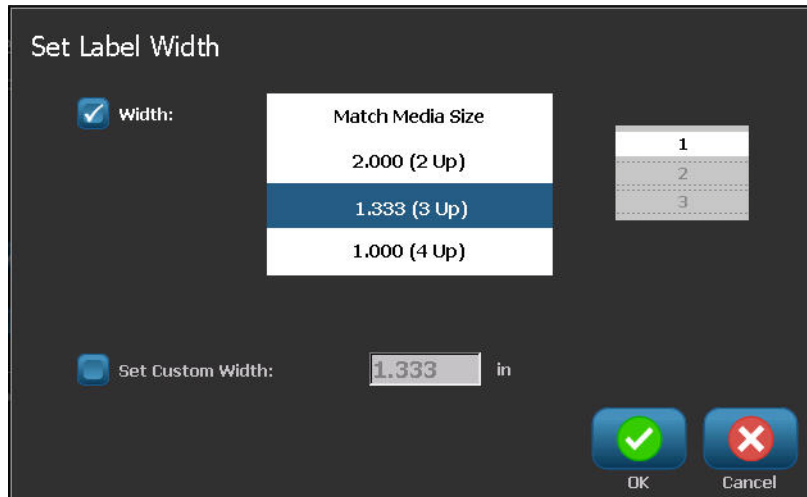 Set Label Width
Width:
Match Media Size
2.000 (2 Up)
1.333 (3 Up)
1.000 (4 Up)
1
2
3
Set Custom Width:
1.333 in
OK
Cancel